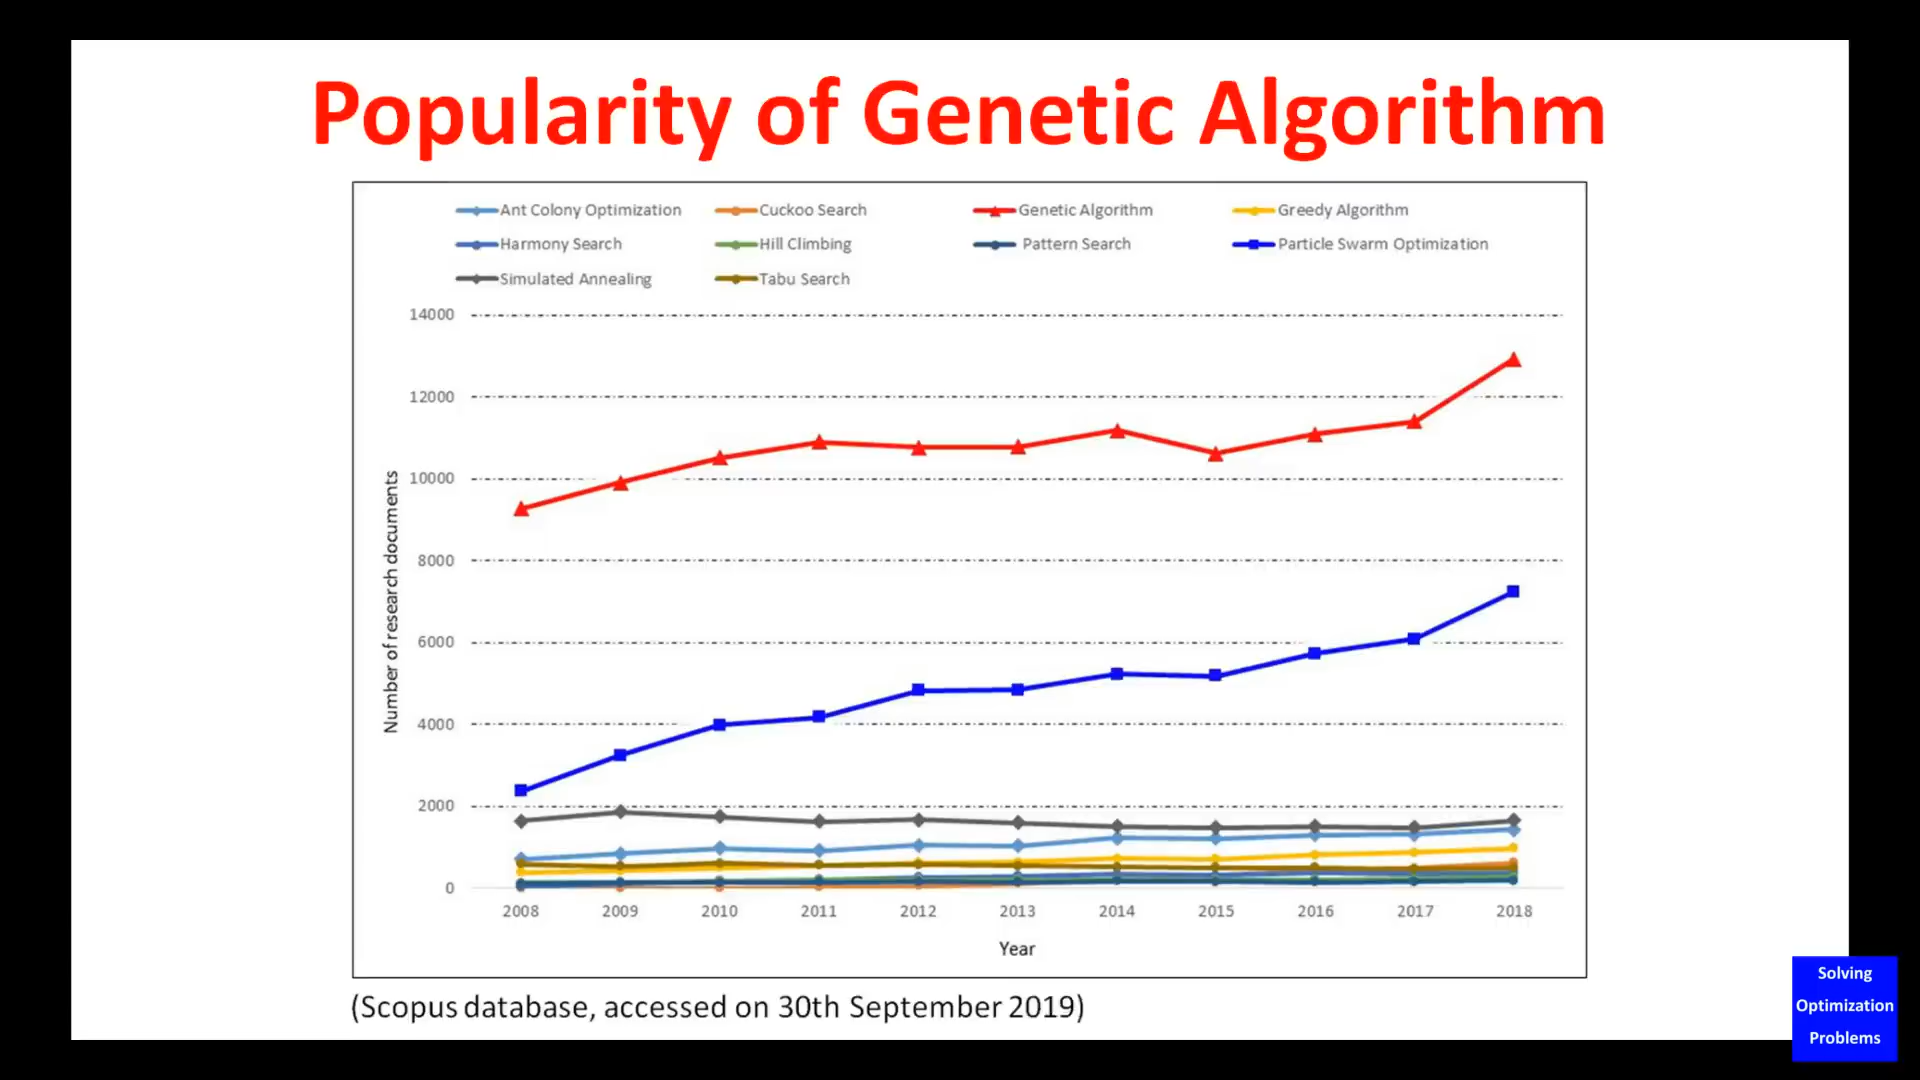 Popularity of Genetic Algorithm
Ant Colony Optimization Cuckoo Search Genetic Algorithm Greedy Algorithm
Harmony Search Hill Climbing Pattern Search Particle Swarm Optimization
Simulated Annealing Tabu Search
14000
12000
10000
8000
6000
4000
2000
0
Number of research documents
2008 2009 2010 2011 2012 2013 2014 2015 2016 2017 2018
Year
(Scopus database, accessed on 30th September 2019)
Solving
Optimization
Problems